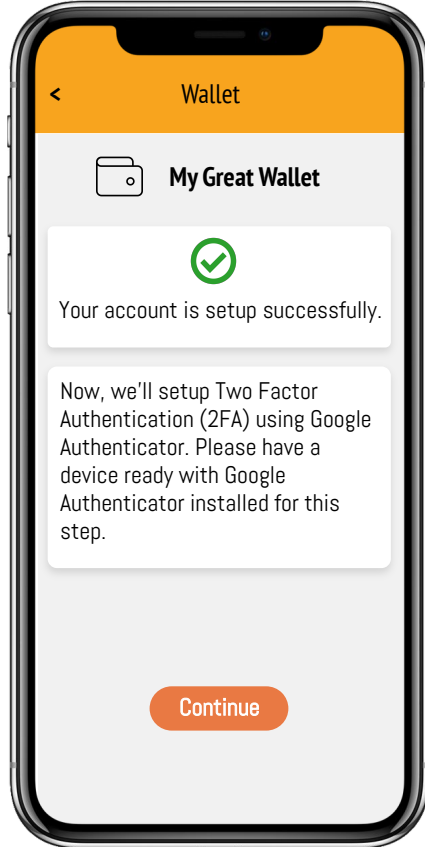 < Wallet
My Great Wallet
Your account is setup successfully.
Now, we'll setup Two Factor
Authentication (2FA) using Google
Authenticator. Please have a
device ready with Google
Authenticator installed for this
step.
Continue